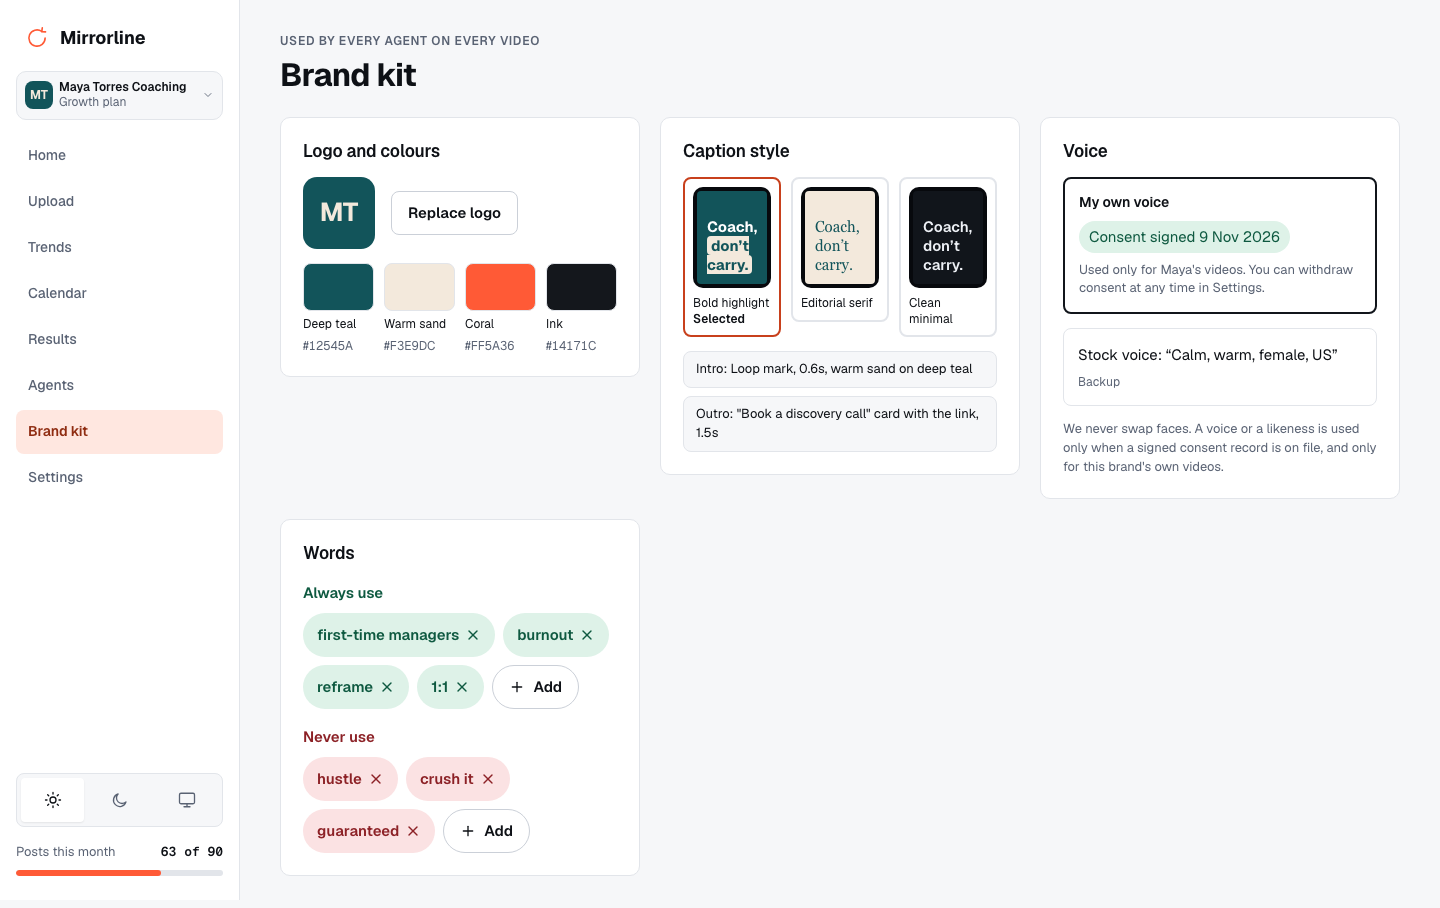 Mirrorline
MT
Maya Torres Coaching
Growth plan
Home
Upload
Trends
Calendar
Results
Agents
Brand kit
Settings
Posts this month
63 of 90
USED BY EVERY AGENT ON EVERY VIDEO
Brand kit
Logo and colours
MT
Replace logo
Deep teal
#12545A
Warm sand
#F3E9DC
Coral
#FF5A36
Ink
#14171C
Caption style
Coach,
don’t
carry.
Bold highlight
Selected
Coach,
don’t
carry.
Editorial serif
Coach,
don’t
carry.
Clean
minimal
Intro: Loop mark, 0.6s, warm sand on deep teal
Outro: "Book a discovery call" card with the link,
1.5s
Voice
My own voice
Consent signed 9 Nov 2026
Used only for Maya's videos. You can withdraw
consent at any time in Settings.
Stock voice: “Calm, warm, female, US”
Backup
We never swap faces. A voice or a likeness is used
only when a signed consent record is on file, and only
for this brand's own videos.
Words
Always use
first-time managers
burnout
reframe
1:1
Add
Never use
hustle
crush it
guaranteed
Add